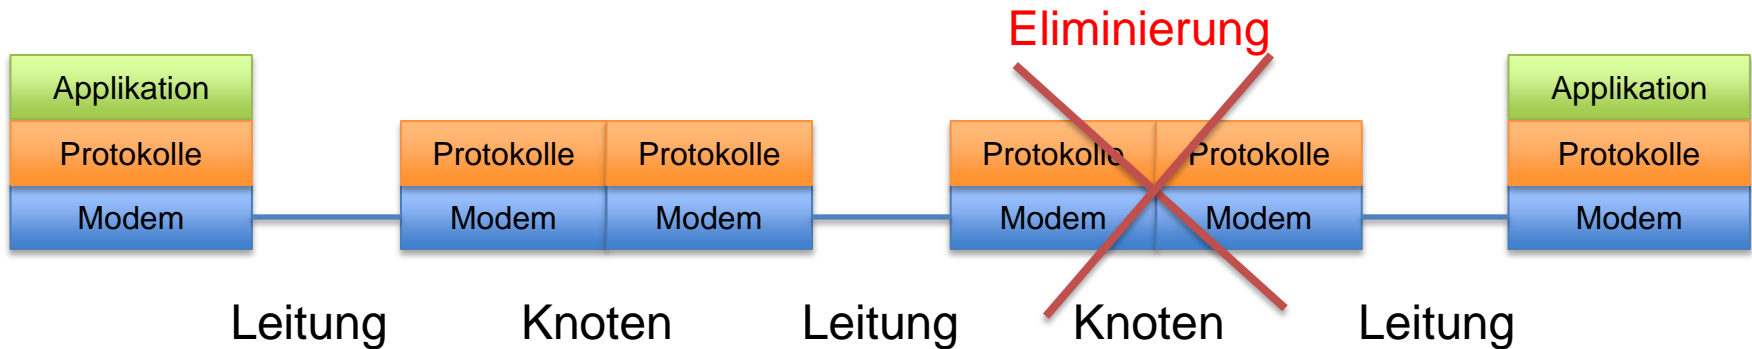 Eliminierung
Applikation Applikation
Protokolle Protokolle Protokolle Protokolle Protokolle Protokolle
Modem Modem Modem Modem Modem Modem
Leitung Knoten Leitung Knoten Leitung